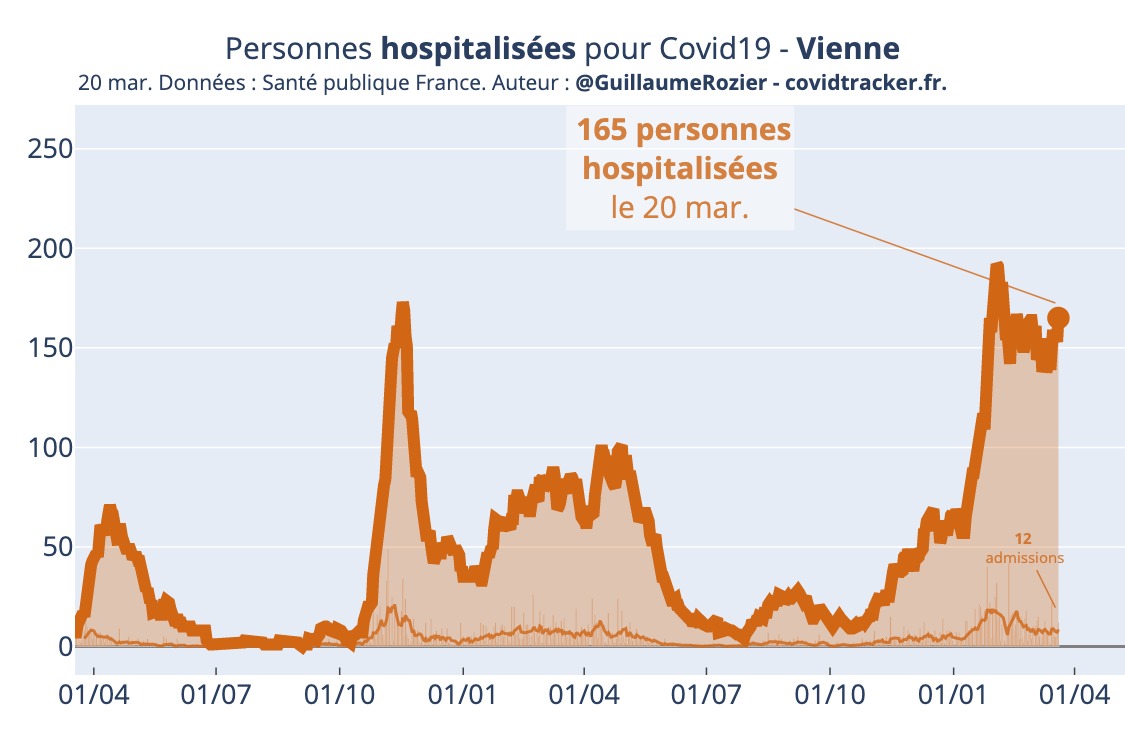 Personnes hospitalisées pour Covid19 - Vienne
20 mar. Données : Santé publique France. Auteur : @GuillaumeRozier - covidtracker.fr.
165 personnes
hospitalisées
le 20 mar.
250
200
150
100
50
0
12
admissions
01/04 01/07 01/10 01/01 01/04 01/07 01/10 01/01 01/04